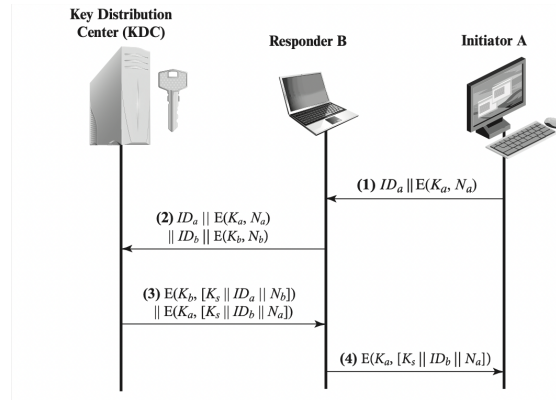 Key Distribution
Center (KDC)
Responder B
Initiator A
(1) IDa || E(Ka, Na)
(2) IDa || E(Ka, Na)
|| IDb || E(Kb, Nb)
(3) E(Kb, [Ks || IDa || Nb])
|| E(Ka, [Ks || IDb || Na])
(4) E(Ka, [Ks || IDb || Na])